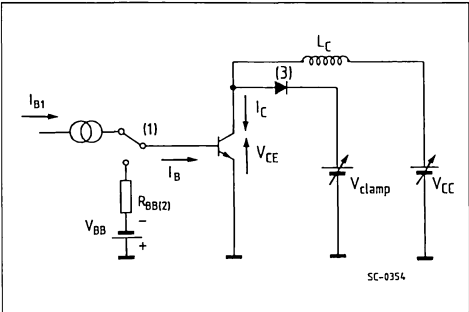 L_C
(3)
I_B1
(1)
I_C
V_CE
I_B
R_BB(2)
V_BB
−
+
V_clamp
V_CC
SC-0354